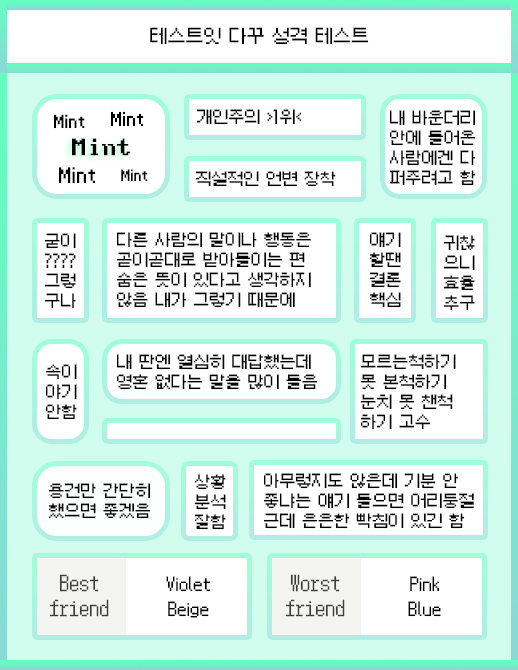 테스트잇 다꾸 성격 테스트
Mint Mint
Mint
Mint Mint
개인주의 >1위<
직설적인 언변 장착
내 바운더리
안에 들어온
사람에겐 다
퍼주려고 함
굳이
????
그렇
구나
다른 사람의 말이나 행동은
곧이곧대로 받아들이는 편
숨은 뜻이 있다고 생각하지
않음 내가 그렇기 때문에
얘기
할땐
결론
핵심
귀찮
으니
효율
추구
속이
야기
안함
내 딴엔 열심히 대답했는데
영혼 없다는 말을 많이 들음
모르는척하기
못 본척하기
눈치 못 챈척
하기 고수
용건만 간단히
했으면 좋겠음
상황
분석
잘함
아무렇지도 않은데 기분 안
좋냐는 얘기 들으면 어리둥절
근데 은은한 빡침이 있긴 함
Best
friend
Violet
Beige
Worst
friend
Pink
Blue